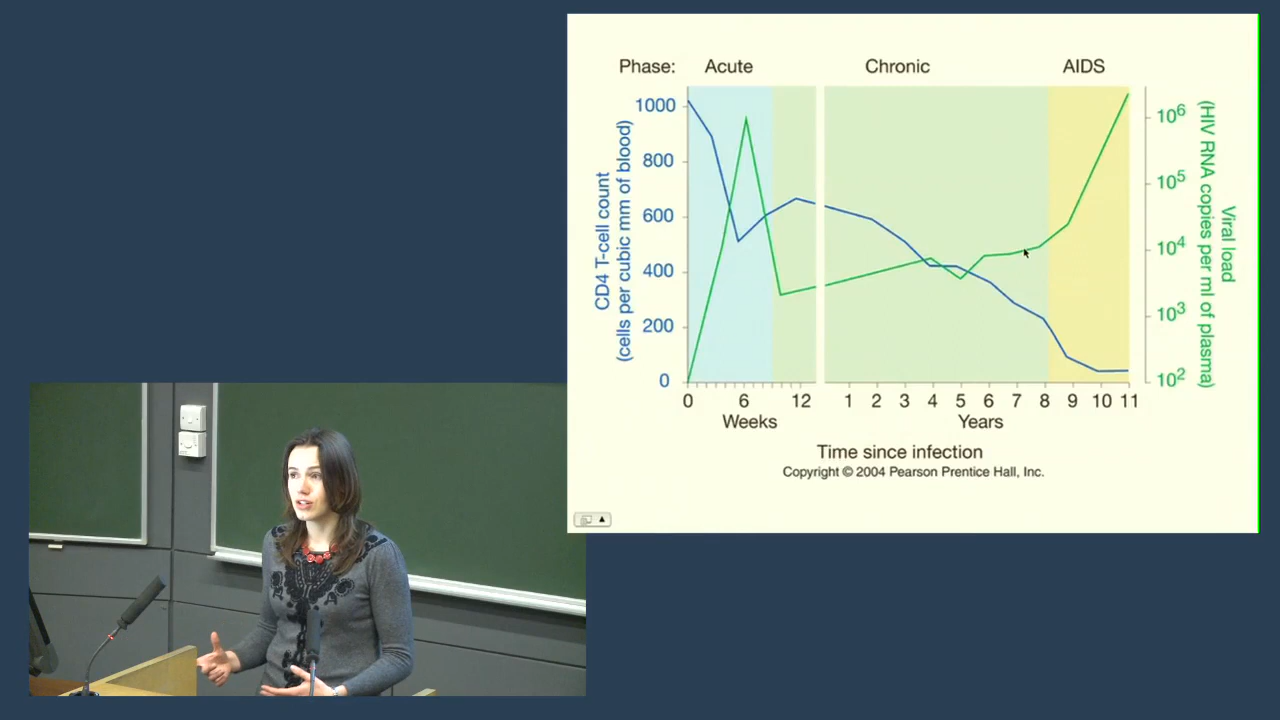 Phase: Acute Chronic AIDS
1000
800
600
400
200
0
CD4 T-cell count
(cells per cubic mm of blood)
10⁶
10⁵
10⁴
10³
10²
Viral load
(HIV RNA copies per ml of plasma)
0 6 12 1 2 3 4 5 6 7 8 9 10 11
Weeks Years
Time since infection
Copyright © 2004 Pearson Prentice Hall, Inc.